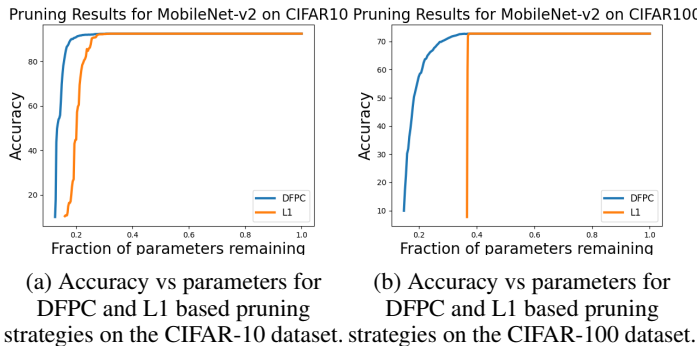 Pruning Results for MobileNet-v2 on CIFAR10
Accuracy
80
60
40
20
0.2 0.4 0.6 0.8 1.0
Fraction of parameters remaining
DFPC
L1
(a) Accuracy vs parameters for
DFPC and L1 based pruning
strategies on the CIFAR-10 dataset.
Pruning Results for MobileNet-v2 on CIFAR100
Accuracy
70
60
50
40
30
20
10
0.2 0.4 0.6 0.8 1.0
Fraction of parameters remaining
DFPC
L1
(b) Accuracy vs parameters for
DFPC and L1 based pruning
strategies on the CIFAR-100 dataset.